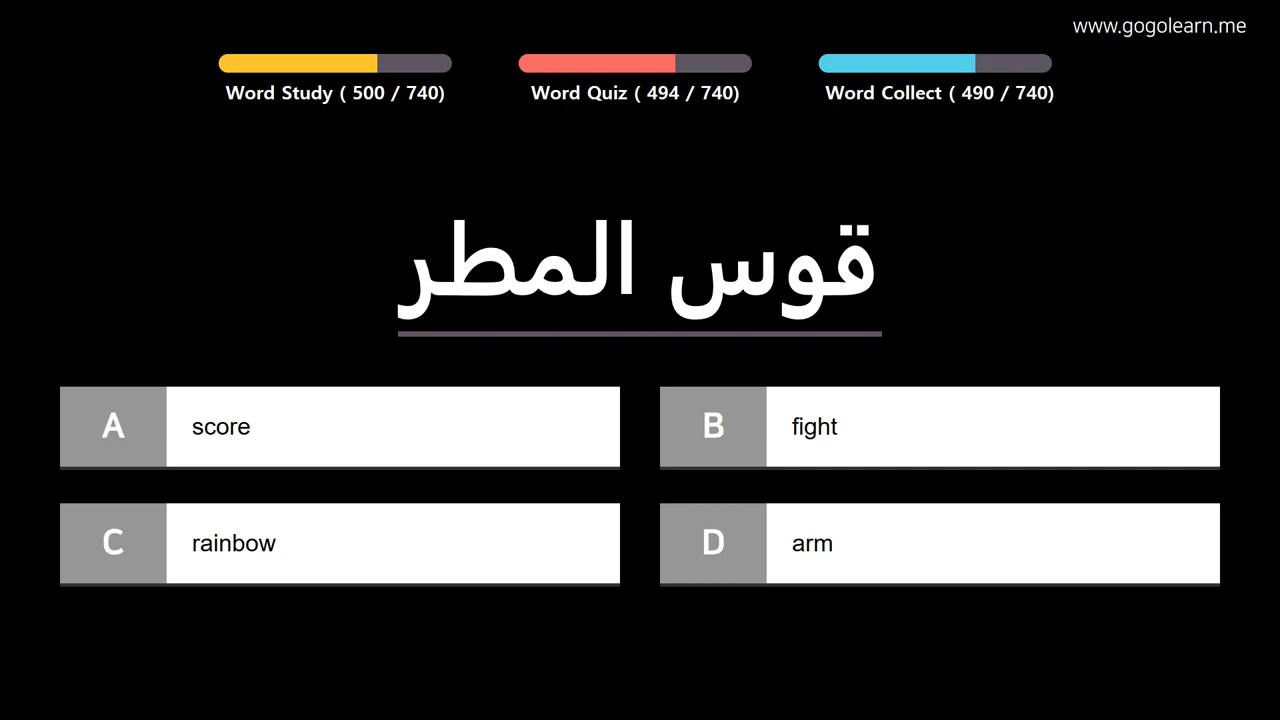 www.gogolearn.me
Word Study ( 500 / 740) Word Quiz ( 494 / 740) Word Collect ( 490 / 740)
قوس المطر
A score B fight
C rainbow D arm